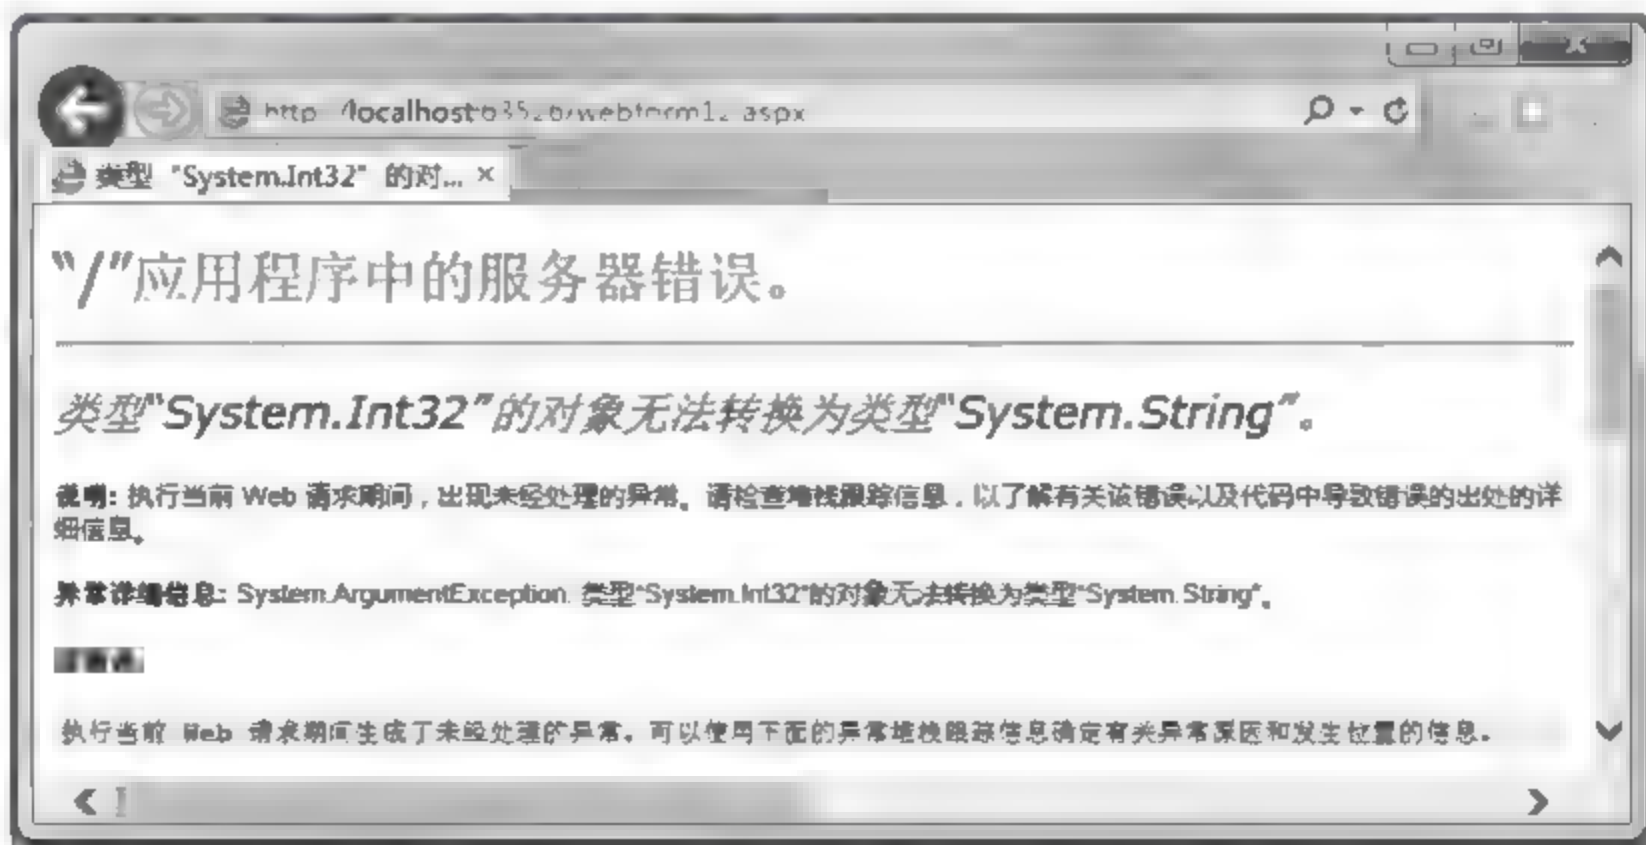 localhost
类型 "System.Int32" 的对... ×
"/"应用程序中的服务器错误。
类型"System.Int32"的对象无法转换为类型"System.String"。
说明: 执行当前 Web 请求期间，出现未经处理的异常。请检查堆栈跟踪信息，以了解有关该错误以及代码中导致错误的出处的详
细信息。
异常详细信息: System.ArgumentException: 类型"System.Int32"的对象无法转换为类型"System.String"。
执行当前 Web 请求期间生成了未经处理的异常。可以使用下面的异常堆栈跟踪信息确定有关异常原因和发生位置的信息。